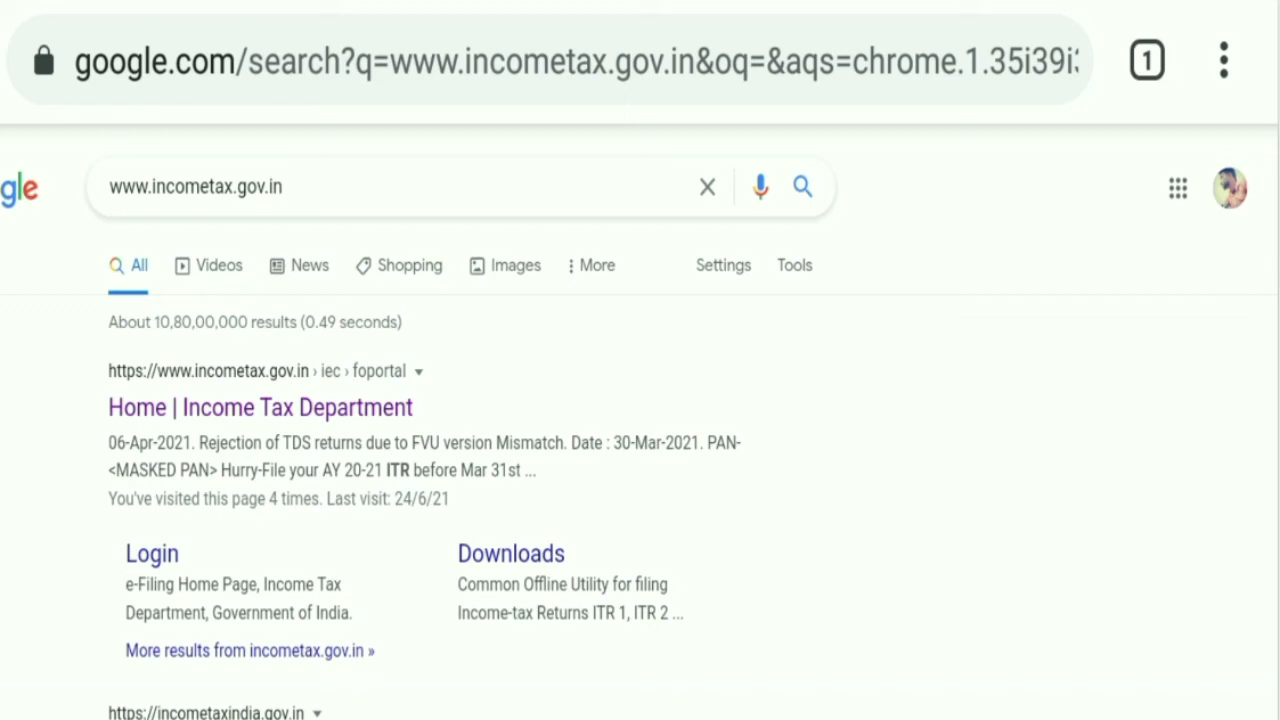 google.com/search?q=www.incometax.gov.in&oq=&aqs=chrome.1.35i39i
1
gle
www.incometax.gov.in
All Videos News Shopping Images More Settings Tools
About 10,80,00,000 results (0.49 seconds)
https://www.incometax.gov.in › iec › foportal
Home | Income Tax Department
06-Apr-2021. Rejection of TDS returns due to FVU version Mismatch. Date : 30-Mar-2021. PAN-
<MASKED PAN> Hurry-File your AY 20-21 ITR before Mar 31st ...
You've visited this page 4 times. Last visit: 24/6/21
Login Downloads
e-Filing Home Page, Income Tax Common Offline Utility for filing
Department, Government of India. Income-tax Returns ITR 1, ITR 2 ...
More results from incometax.gov.in »
https://incometaxindia.gov.in